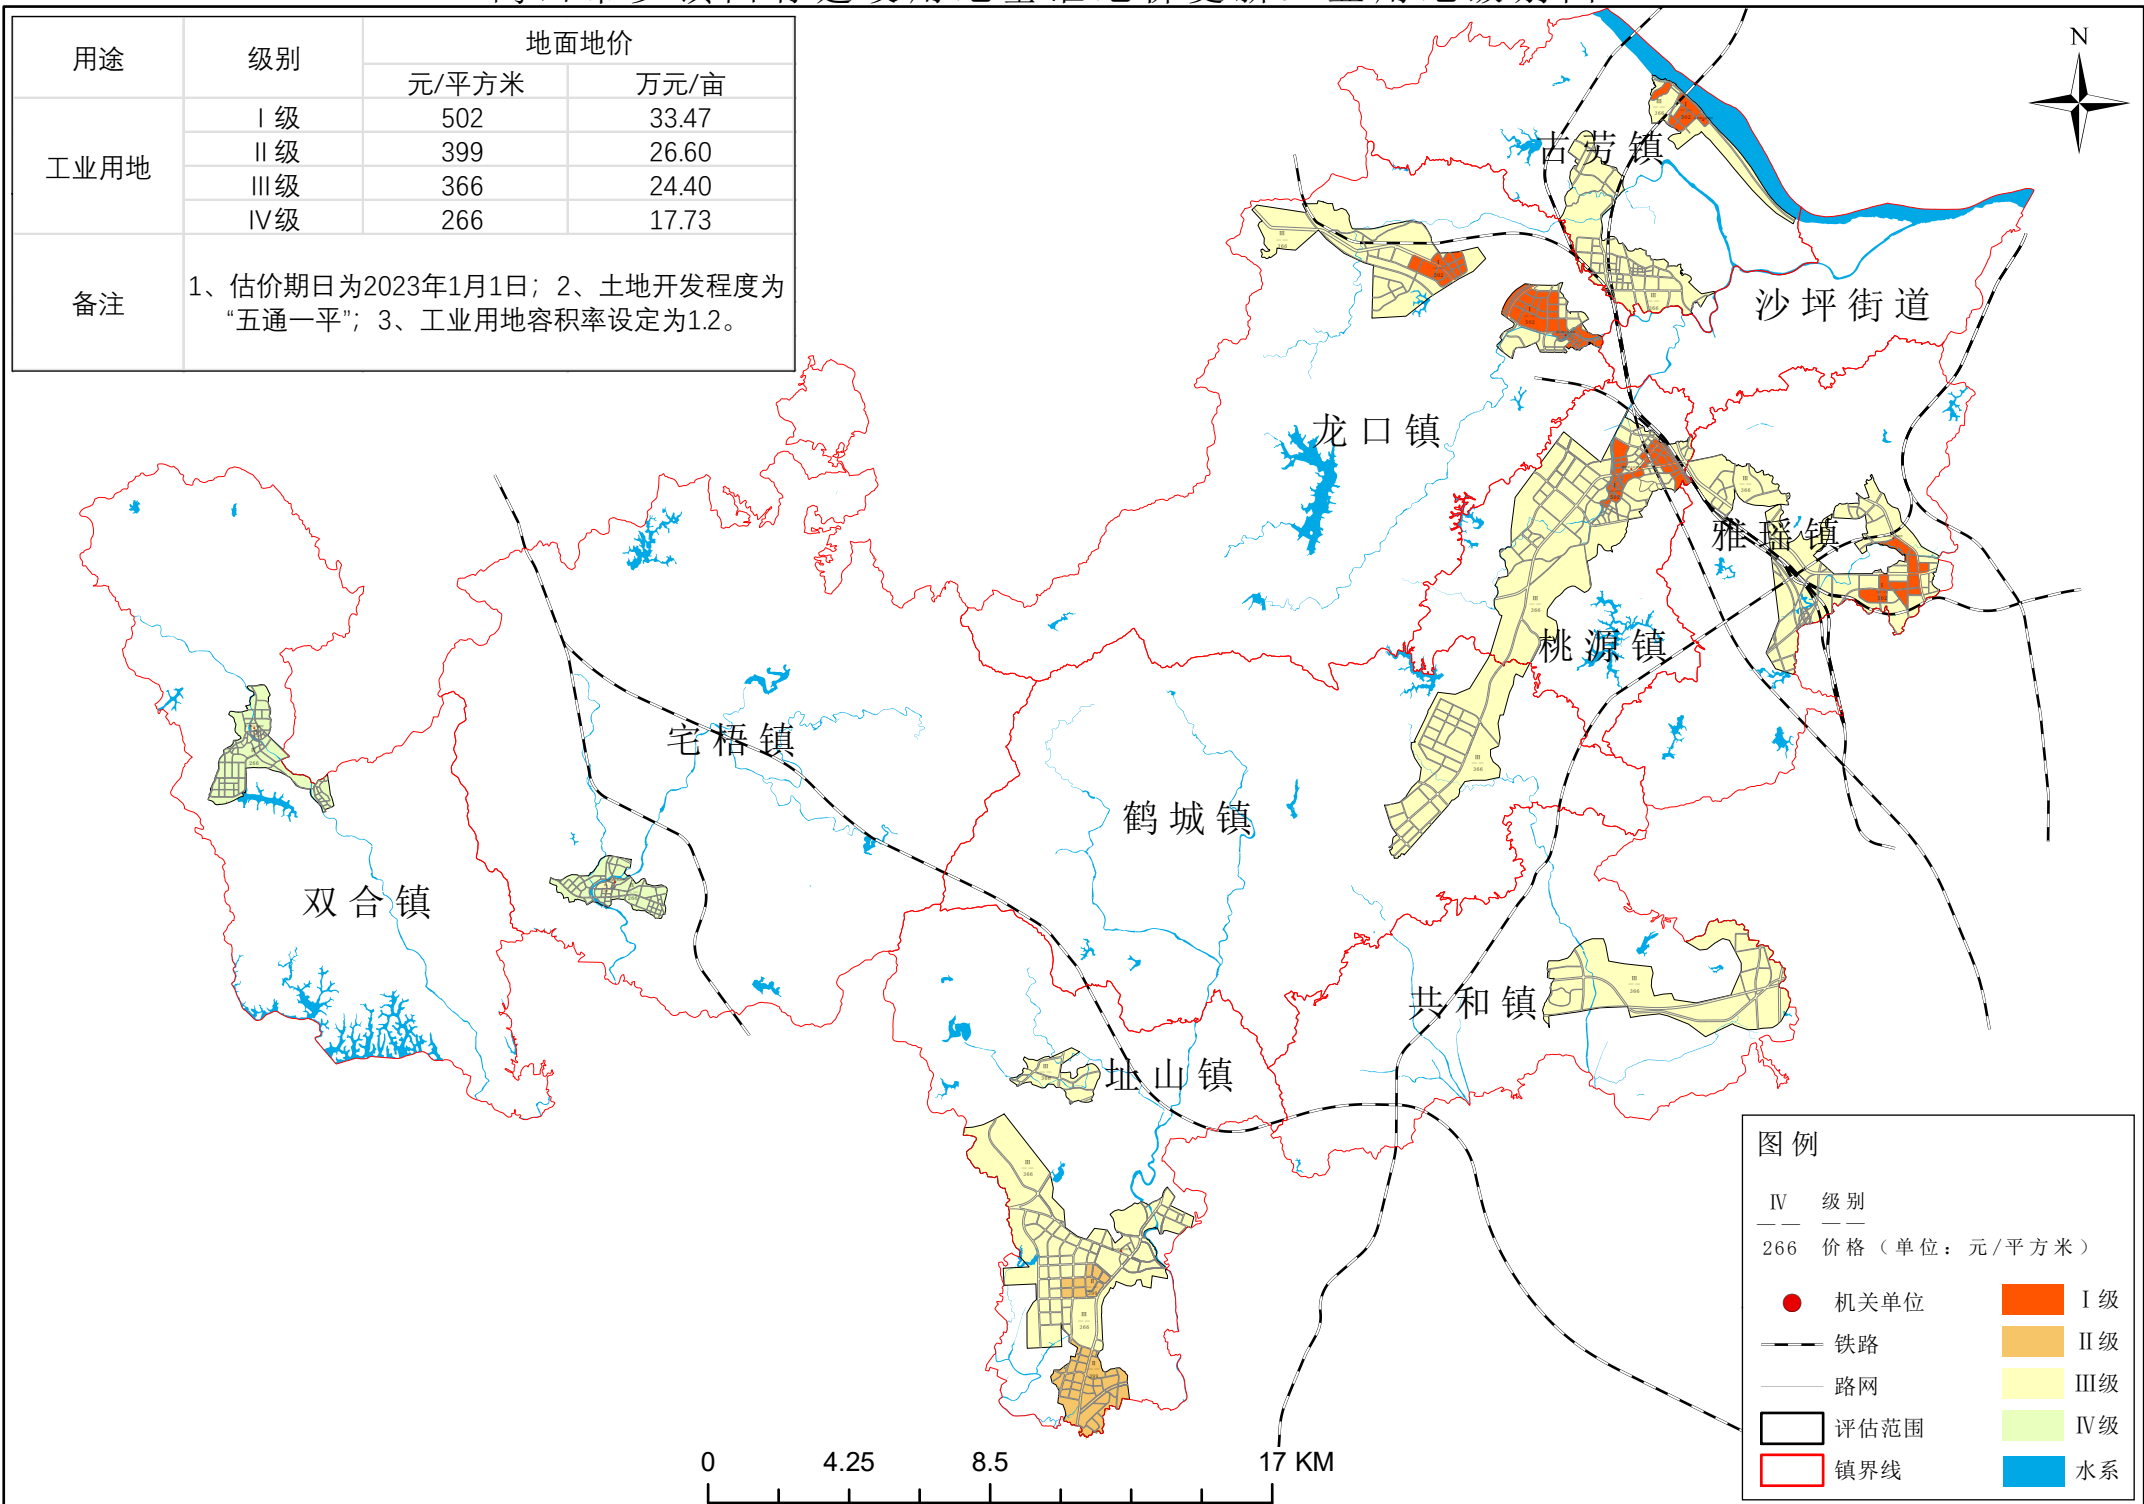 用途
级别
地面地价
元/平方米
万元/亩
工业用地
Ⅰ级
502
33.47
Ⅱ级
399
26.60
Ⅲ级
366
24.40
Ⅳ级
266
17.73
备注
1、估价期日为2023年1月1日；2、土地开发程度为
“五通一平”；3、工业用地容积率设定为1.2。
N
古劳镇
沙坪街道
龙口镇
雅瑶镇
桃源镇
宅梧镇
鹤城镇
双合镇
共和镇
址山镇
图例
Ⅳ 级别
266 价格（单位：元/平方米）
机关单位
铁路
路网
评估范围
镇界线
Ⅰ级
Ⅱ级
Ⅲ级
Ⅳ级
水系
0 4.25 8.5 17 KM